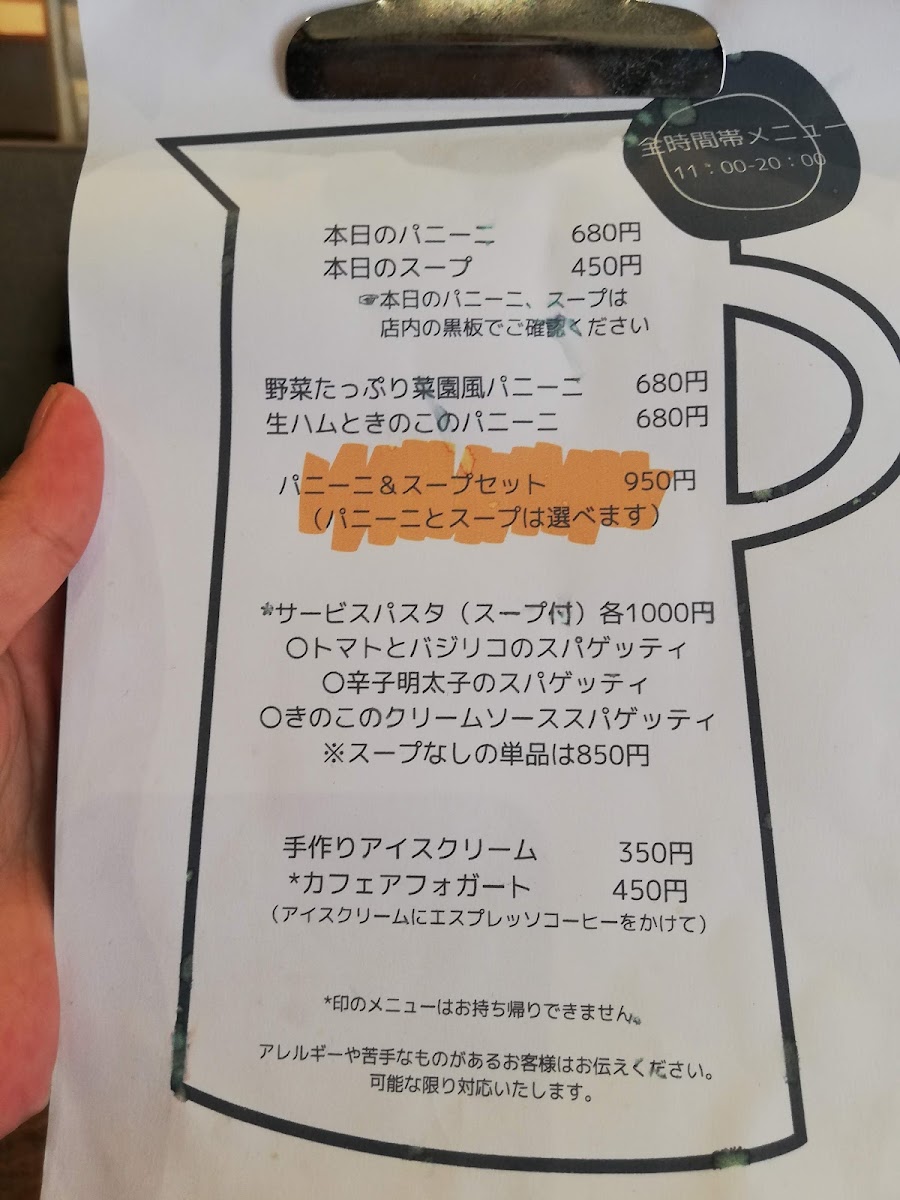 全時間帯メニュー
11：00-20：00
本日のパニーニ 680円
本日のスープ 450円
☞本日のパニーニ、スープは
店内の黒板でご確認ください
野菜たっぷり菜園風パニーニ 680円
生ハムときのこのパニーニ 680円
パニーニ＆スープセット 950円
（パニーニとスープは選べます）
*サービスパスタ（スープ付）各1000円
〇トマトとバジリコのスパゲッティ
〇辛子明太子のスパゲッティ
〇きのこのクリームソーススパゲッティ
※スープなしの単品は850円
手作りアイスクリーム 350円
*カフェアフォガート 450円
（アイスクリームにエスプレッソコーヒーをかけて）
*印のメニューはお持ち帰りできません。
アレルギーや苦手なものがあるお客様はお伝えください。
可能な限り対応いたします。